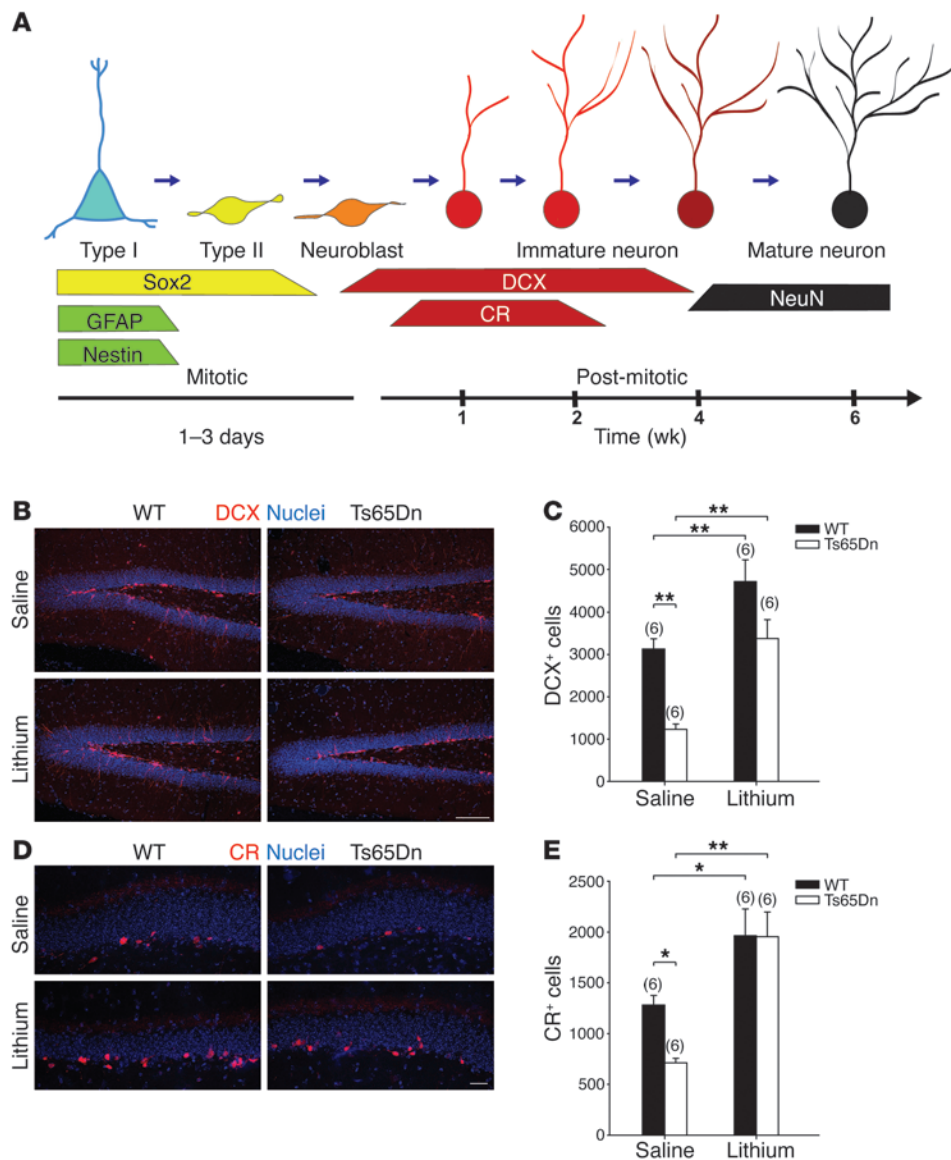 A
Type I
Type II
Neuroblast
Immature neuron
Mature neuron
Sox2
DCX
NeuN
GFAP
CR
Nestin
Mitotic
Post-mitotic
1
2
4
6
1–3 days
Time (wk)
B
WT DCX Nuclei Ts65Dn
Saline
Lithium
C
6000
5000
4000
3000
2000
1000
0
DCX+ cells
WT
Ts65Dn
**
**
**
(6)
(6)
(6)
(6)
Saline
Lithium
D
WT CR Nuclei Ts65Dn
Saline
Lithium
E
2500
2000
1500
1000
500
0
CR+ cells
WT
Ts65Dn
**
*
*
(6)
(6)
(6)
(6)
Saline
Lithium